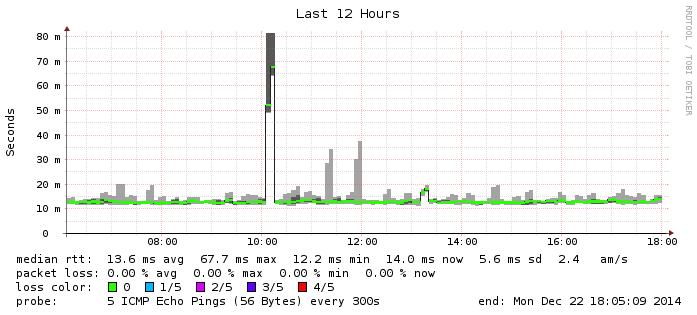 Last 12 Hours
RRDTOOL / TOBI OETIKER
Seconds
80 m
70 m
60 m
50 m
40 m
30 m
20 m
10 m
0
08:00 10:00 12:00 14:00 16:00 18:00
median rtt: 13.6 ms avg 67.7 ms max 12.2 ms min 14.0 ms now 5.6 ms sd 2.4 am/s
packet loss: 0.00 % avg 0.00 % max 0.00 % min 0.00 % now
loss color: 0 1/5 2/5 3/5 4/5
probe: 5 ICMP Echo Pings (56 Bytes) every 300s end: Mon Dec 22 18:05:09 2014